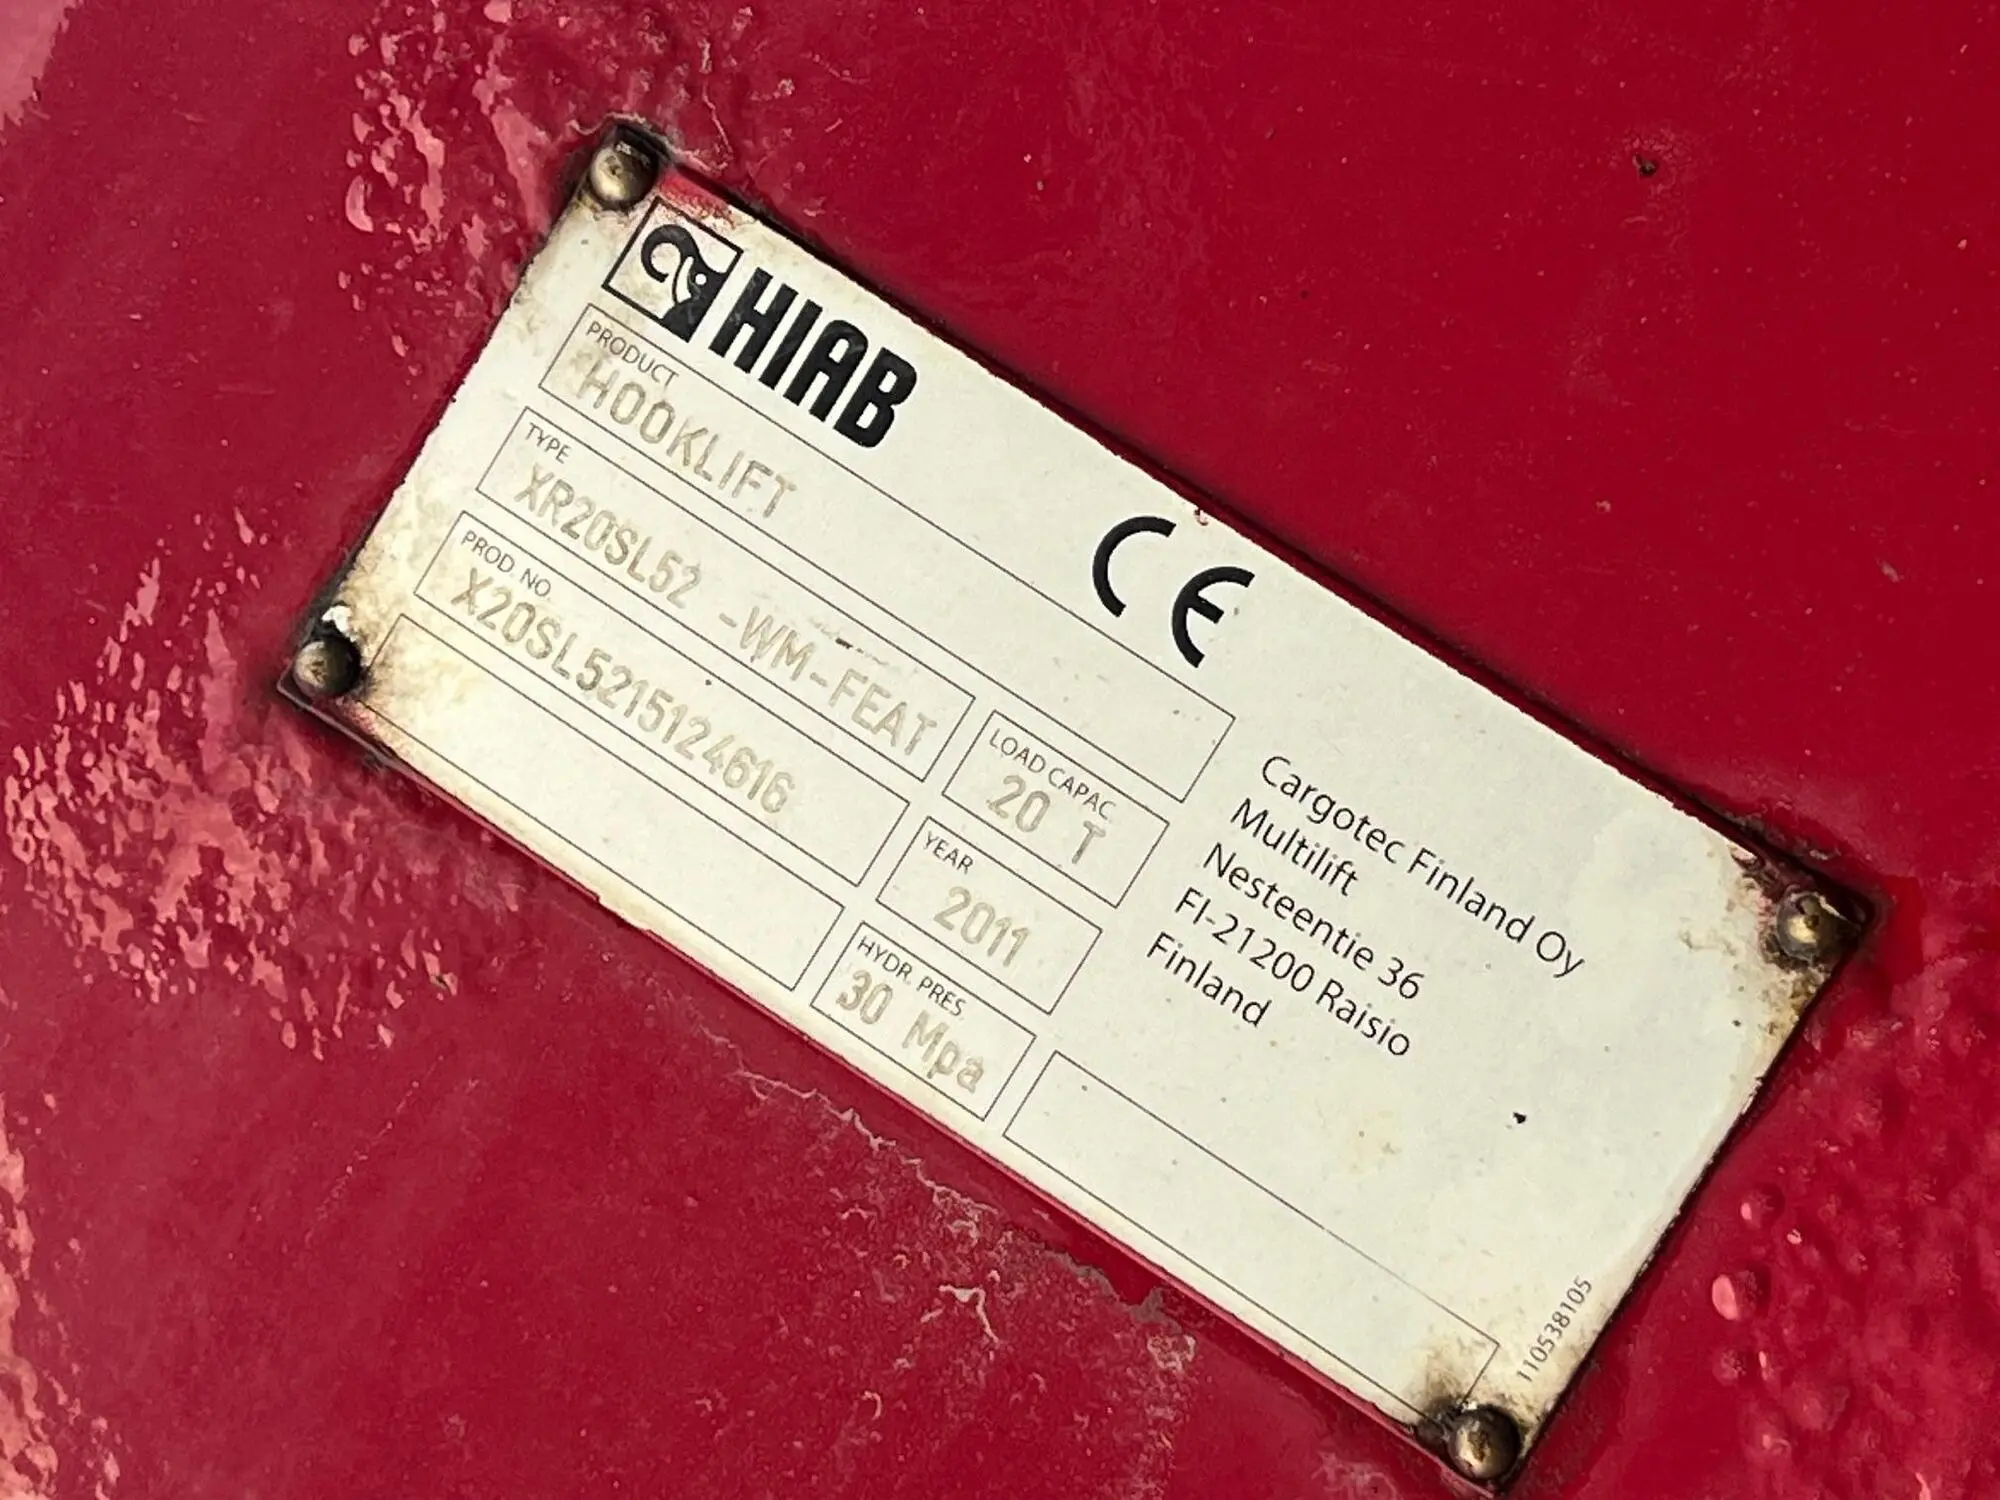 HIAB
CE
PRODUCT
HOOKLIFT
TYPE
XR20SL52 -WM-FEAT
LOAD CAPAC
20 T
PROD. NO.
X20SL5215124616
YEAR
2011
HYDR. PRES
30 Mpa
Cargotec Finland Oy
Multilift
Nesteentie 36
FI-21200 Raisio
Finland
110538105